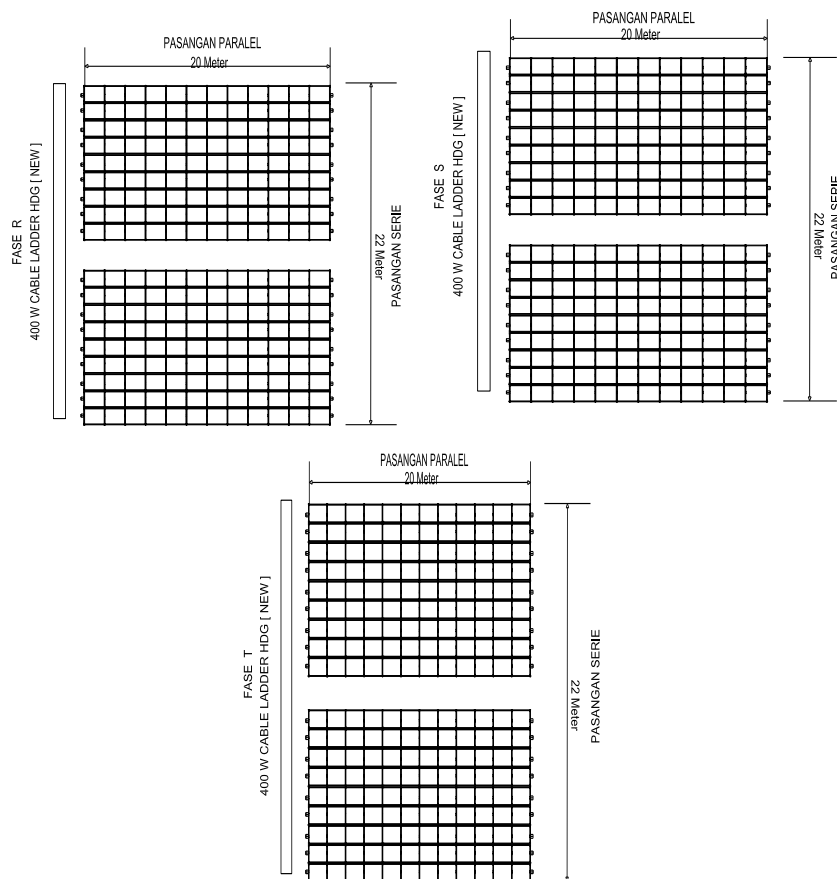 PASANGAN PARALEL
20 Meter
FASE R
400 W CABLE LADDER HDG [ NEW ]
22 Meter
PASANGAN SERIE
PASANGAN PARALEL
20 Meter
FASE S
400 W CABLE LADDER HDG [ NEW ]
22 Meter
PASANGAN SERIE
PASANGAN PARALEL
20 Meter
FASE T
400 W CABLE LADDER HDG [ NEW ]
22 Meter
PASANGAN SERIE